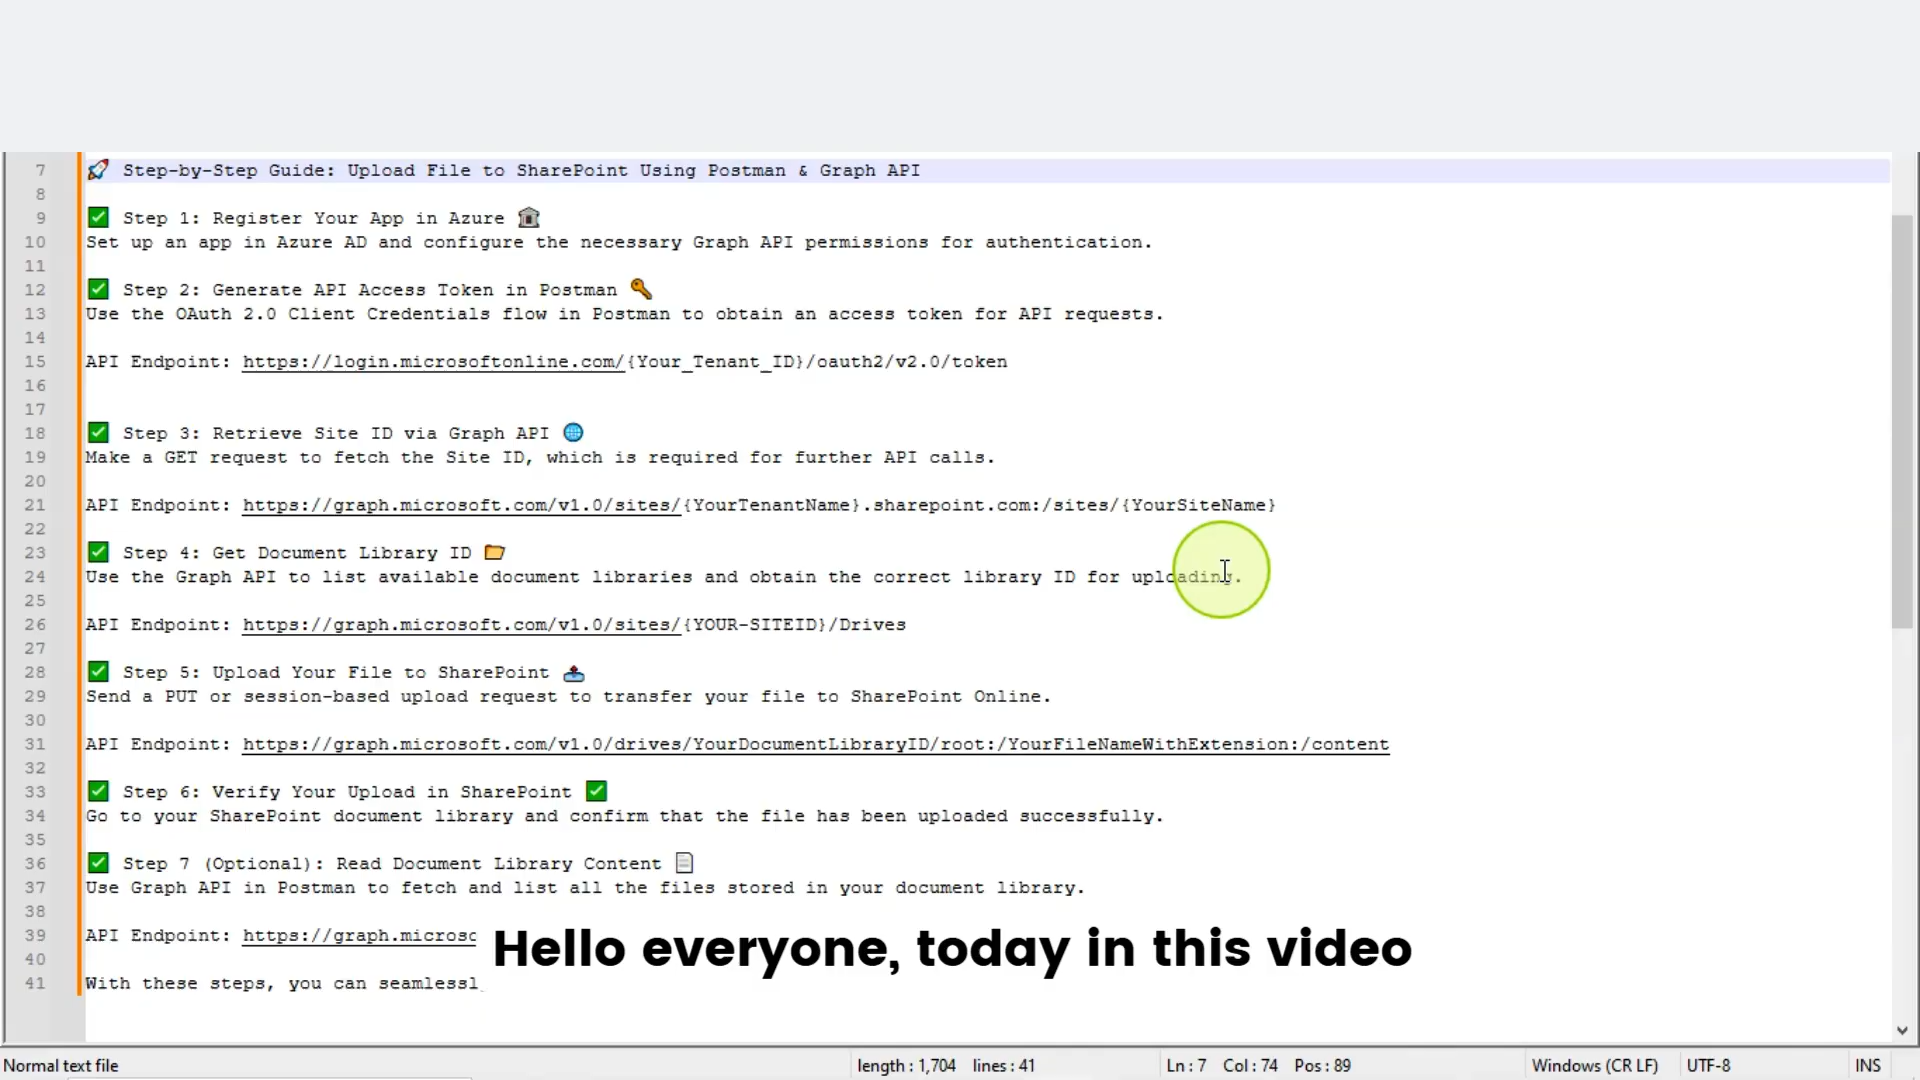 7 🚀 Step-by-Step Guide: Upload File to SharePoint Using Postman & Graph API
8
9 ✅ Step 1: Register Your App in Azure 🏛
10 Set up an app in Azure AD and configure the necessary Graph API permissions for authentication.
11
12 ✅ Step 2: Generate API Access Token in Postman 🔑
13 Use the OAuth 2.0 Client Credentials flow in Postman to obtain an access token for API requests.
14
15 API Endpoint: https://login.microsoftonline.com/{Your_Tenant_ID}/oauth2/v2.0/token
16
17
18 ✅ Step 3: Retrieve Site ID via Graph API 🌐
19 Make a GET request to fetch the Site ID, which is required for further API calls.
20
21 API Endpoint: https://graph.microsoft.com/v1.0/sites/{YourTenantName}.sharepoint.com:/sites/{YourSiteName}
22
23 ✅ Step 4: Get Document Library ID 📂
24 Use the Graph API to list available document libraries and obtain the correct library ID for uploading.
25
26 API Endpoint: https://graph.microsoft.com/v1.0/sites/{YOUR-SITEID}/Drives
27
28 ✅ Step 5: Upload Your File to SharePoint 📤
29 Send a PUT or session-based upload request to transfer your file to SharePoint Online.
30
31 API Endpoint: https://graph.microsoft.com/v1.0/drives/YourDocumentLibraryID/root:/YourFileNameWithExtension:/content
32
33 ✅ Step 6: Verify Your Upload in SharePoint ✅
34 Go to your SharePoint document library and confirm that the file has been uploaded successfully.
35
36 ✅ Step 7 (Optional): Read Document Library Content 📄
37 Use Graph API in Postman to fetch and list all the files stored in your document library.
38
39 API Endpoint: https://graph.microsc
40
41 With these steps, you can seamlessl
Hello everyone, today in this video
Normal text file length : 1,704 lines : 41 Ln : 7 Col : 74 Pos : 89 Windows (CR LF) UTF-8 INS